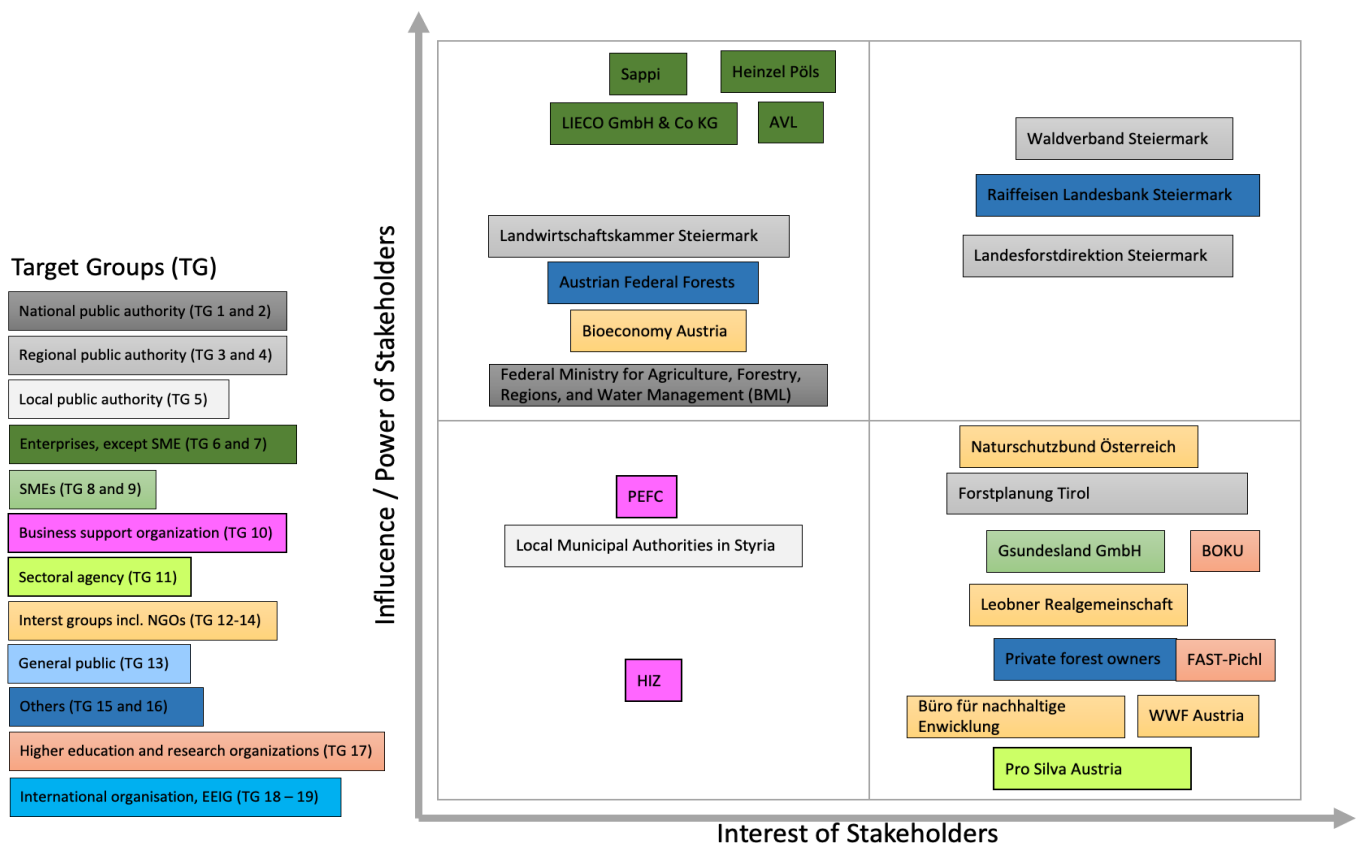 Target Groups (TG)
National public authority (TG 1 and 2)
Regional public authority (TG 3 and 4)
Local public authority (TG 5)
Enterprises, except SME (TG 6 and 7)
SMEs (TG 8 and 9)
Business support organization (TG 10)
Sectoral agency (TG 11)
Interst groups incl. NGOs (TG 12-14)
General public (TG 13)
Others (TG 15 and 16)
Higher education and research organizations (TG 17)
International organisation, EEIG (TG 18 – 19)
Influcence / Power of Stakeholders
Sappi
Heinzel Pöls
LIECO GmbH & Co KG
AVL
Landwirtschaftskammer Steiermark
Austrian Federal Forests
Bioeconomy Austria
Federal Ministry for Agriculture, Forestry,
Regions, and Water Management (BML)
Waldverband Steiermark
Raiffeisen Landesbank Steiermark
Landesforstdirektion Steiermark
PEFC
Local Municipal Authorities in Styria
HIZ
Naturschutzbund Österreich
Forstplanung Tirol
Gsundesland GmbH
BOKU
Leobner Realgemeinschaft
Private forest owners
FAST-Pichl
Büro für nachhaltige
Enwicklung
WWF Austria
Pro Silva Austria
Interest of Stakeholders